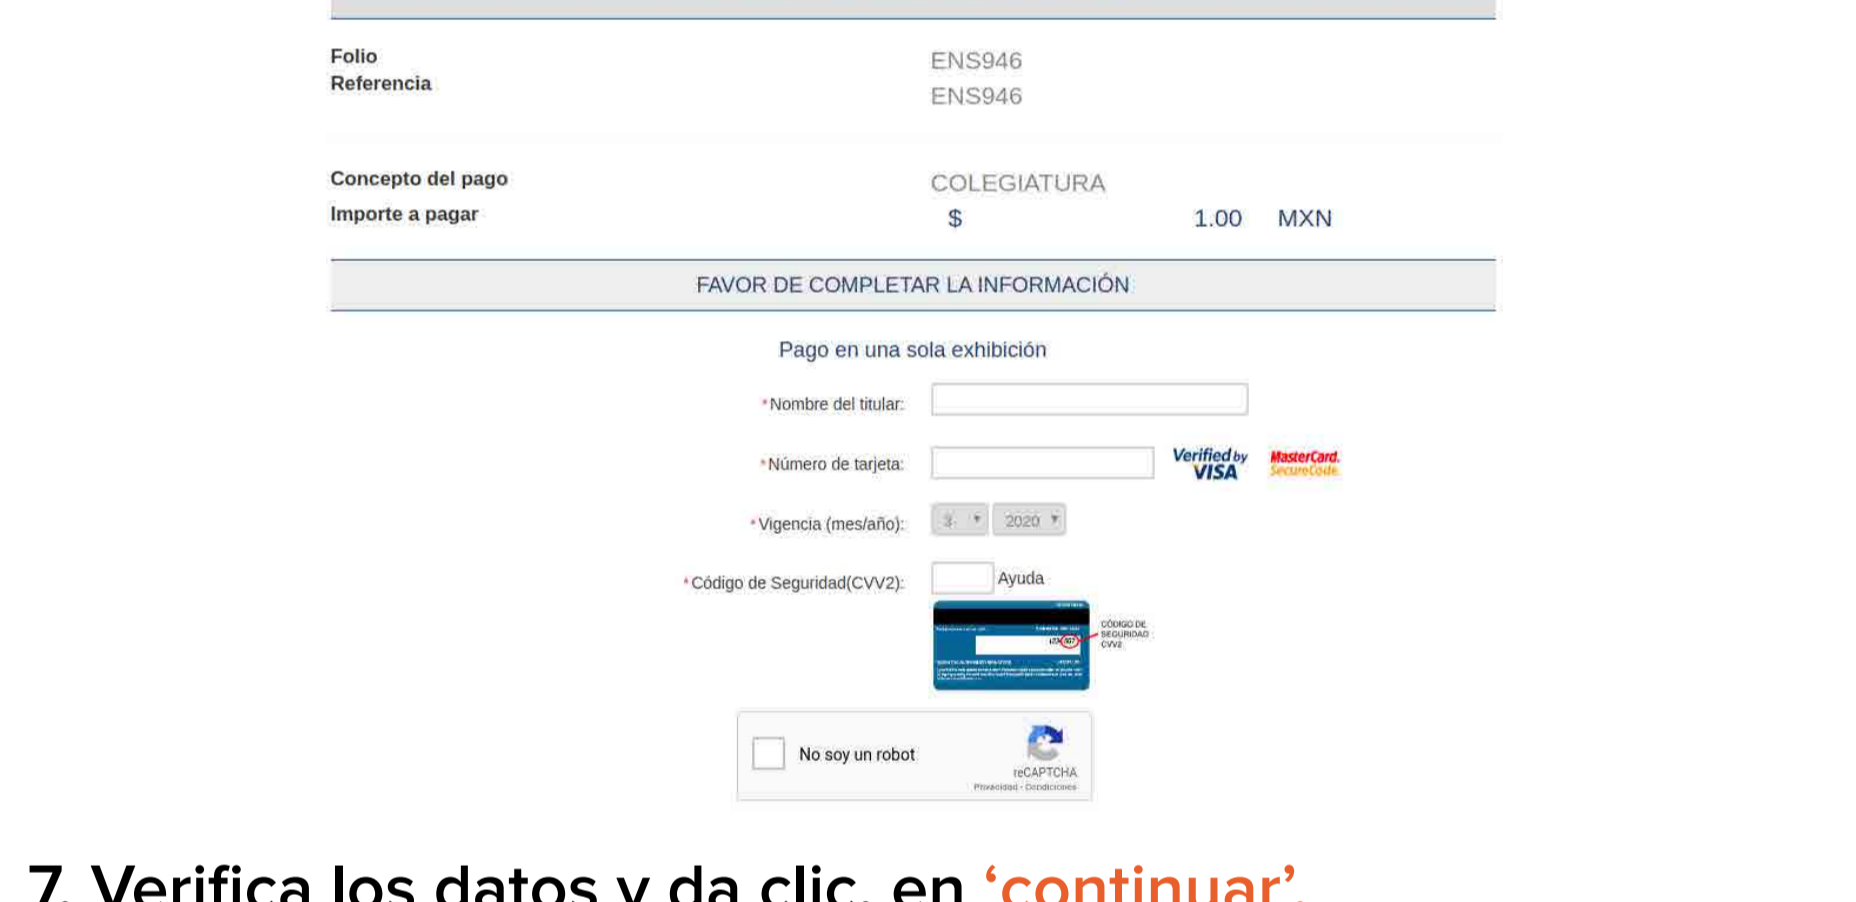 Folio ENS946
Referencia ENS946
Concepto del pago COLEGIATURA
Importe a pagar $ 1.00 MXN
FAVOR DE COMPLETAR LA INFORMACIÓN
Pago en una sola exhibición
*Nombre del titular:
*Número de tarjeta: Verified by VISA MasterCard. SecureCode.
*Vigencia (mes/año): 3 2020
*Código de Seguridad(CVV2): Ayuda
CÓDIGO DE
SEGURIDAD
CVV2
No soy un robot
reCAPTCHA
Privacidad - Condiciones
7. Verifica los datos y da clic. en ‘continuar’.